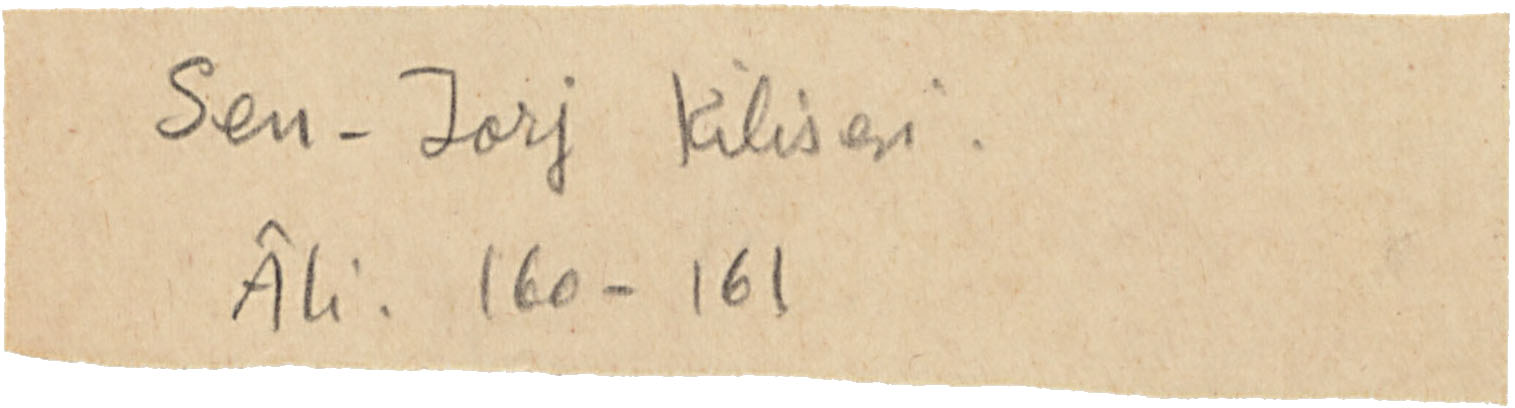 Sen-Jorj Kilisesi.
Âli. 160-161